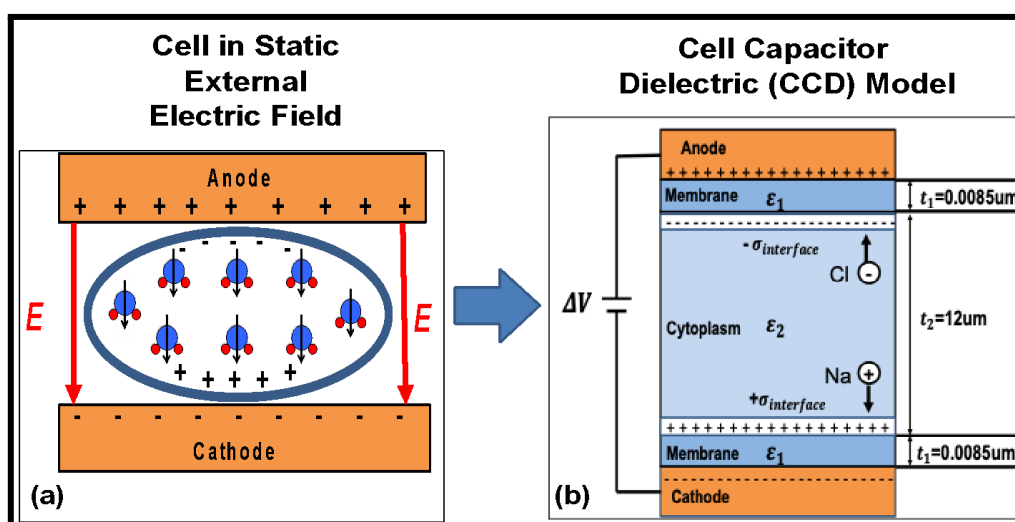 Cell in Static
External
Electric Field
Anode
+ + + + + + + + +
- - - - -
E
E
+ + + + +
- - - - - - - - -
Cathode
(a)
Cell Capacitor
Dielectric (CCD) Model
Anode
+ + + + + + + + + + + + + + + + +
Membrane ε₁
t₁=0.0085um
- σinterface
Cl -
ΔV
Cytoplasm ε₂
t₂=12um
Na +
+σinterface
+ + + + + + + + + + + + + + + + +
Membrane ε₁
t₁=0.0085um
Cathode
(b)